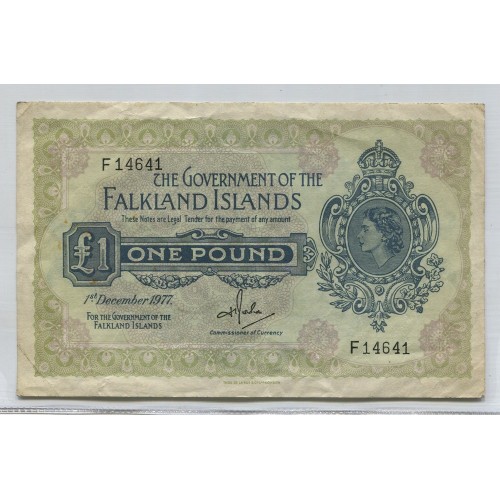 F 14641
THE GOVERNMENT OF THE
FALKLAND ISLANDS
These Notes are Legal Tender for the payment of any amount
£1 ONE POUND
1st December 1977.
FOR THE GOVERNMENT OF THE
FALKLAND ISLANDS
Commissioner of Currency
F 14641